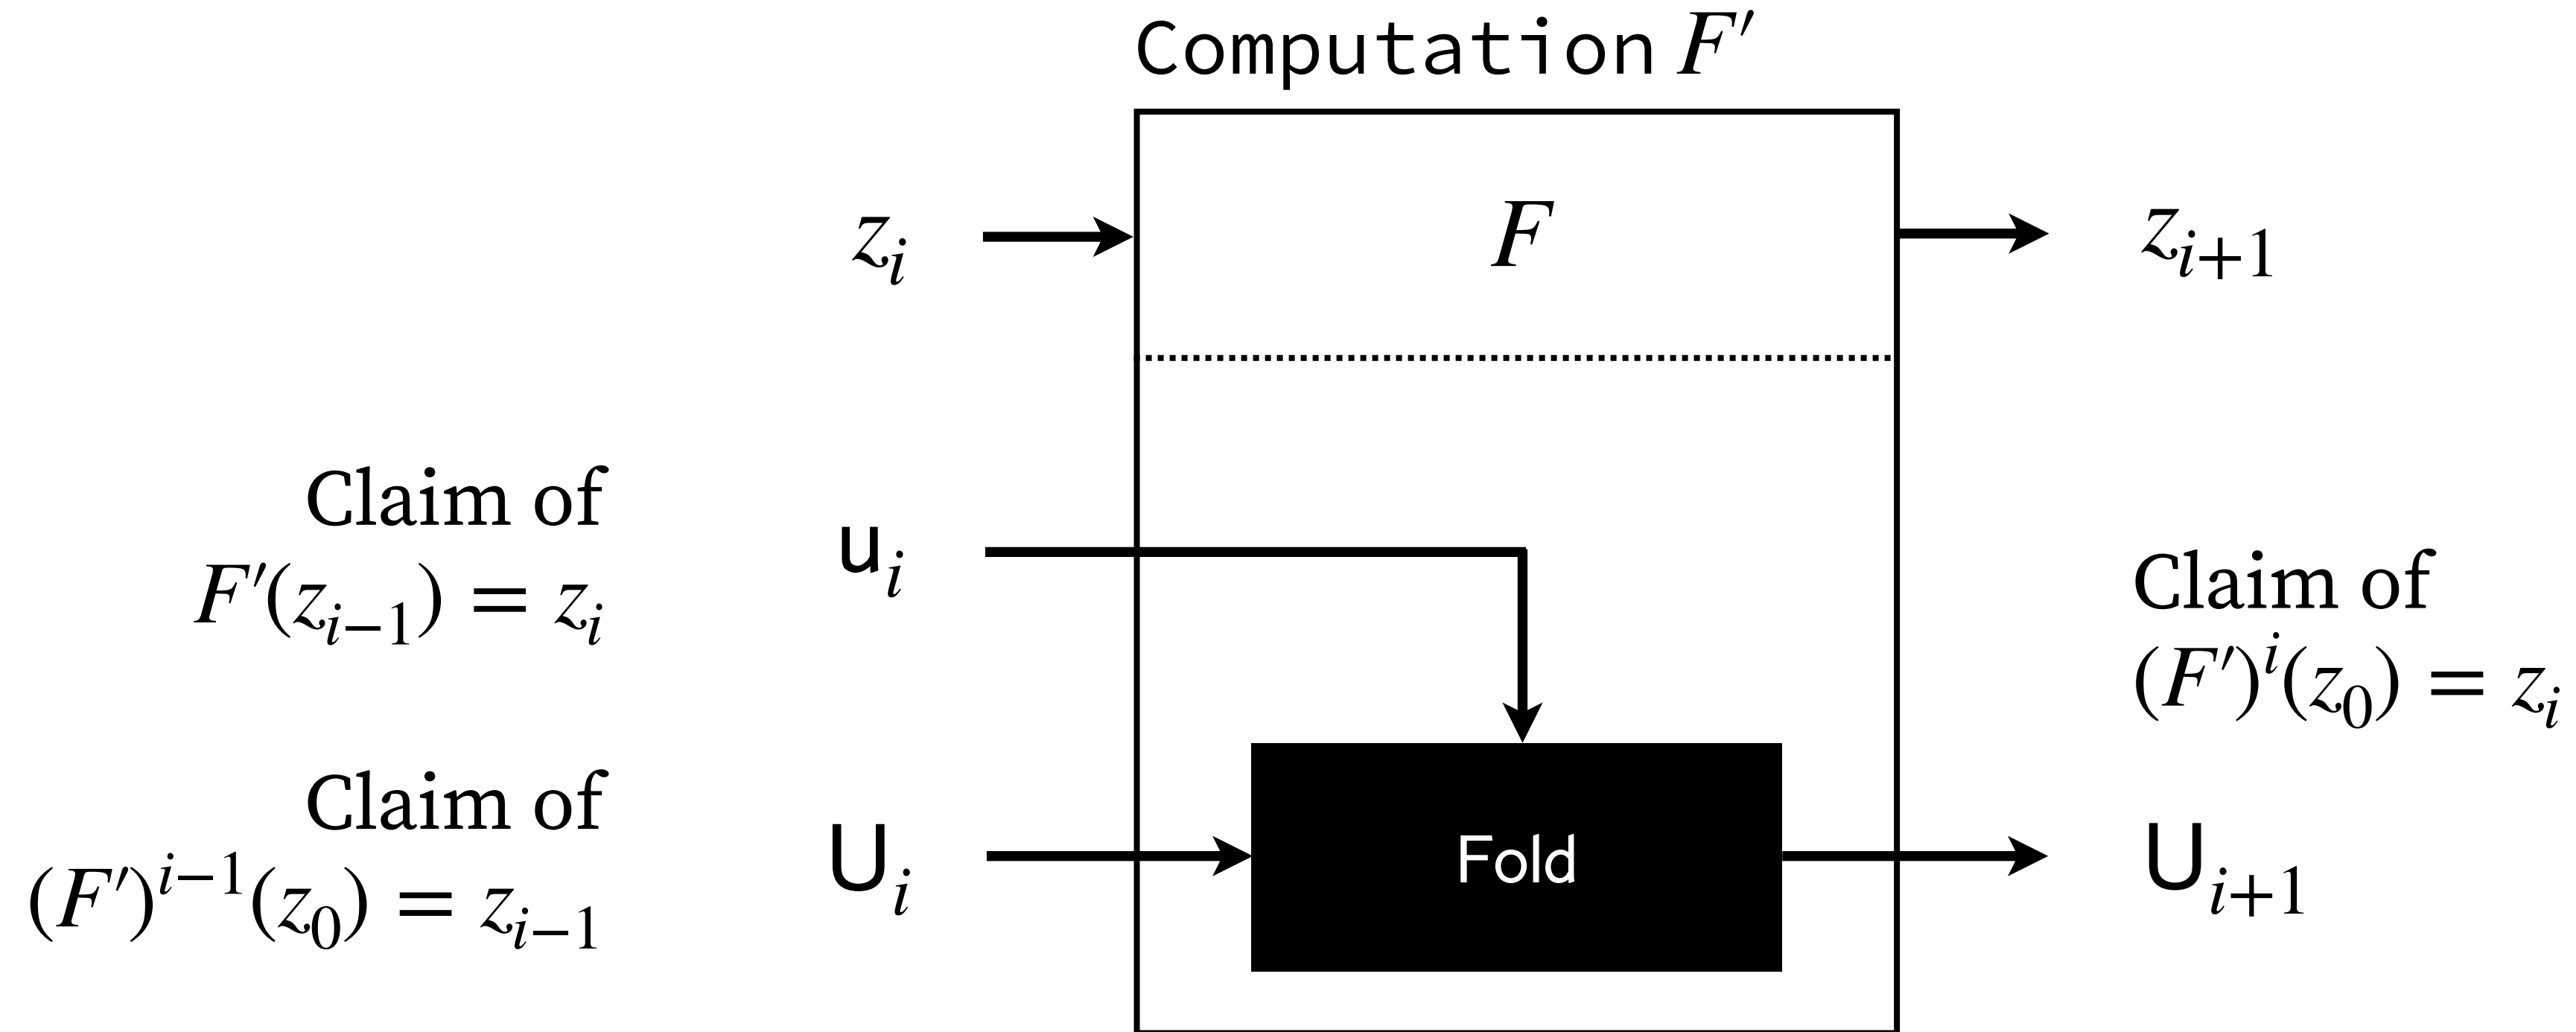 Computation F′
z_i
F
z_{i+1}
Claim of
F′(z_{i−1}) = z_i
u_i
Claim of
(F′)^i(z_0) = z_i
Claim of
(F′)^{i−1}(z_0) = z_{i−1}
U_i
Fold
U_{i+1}